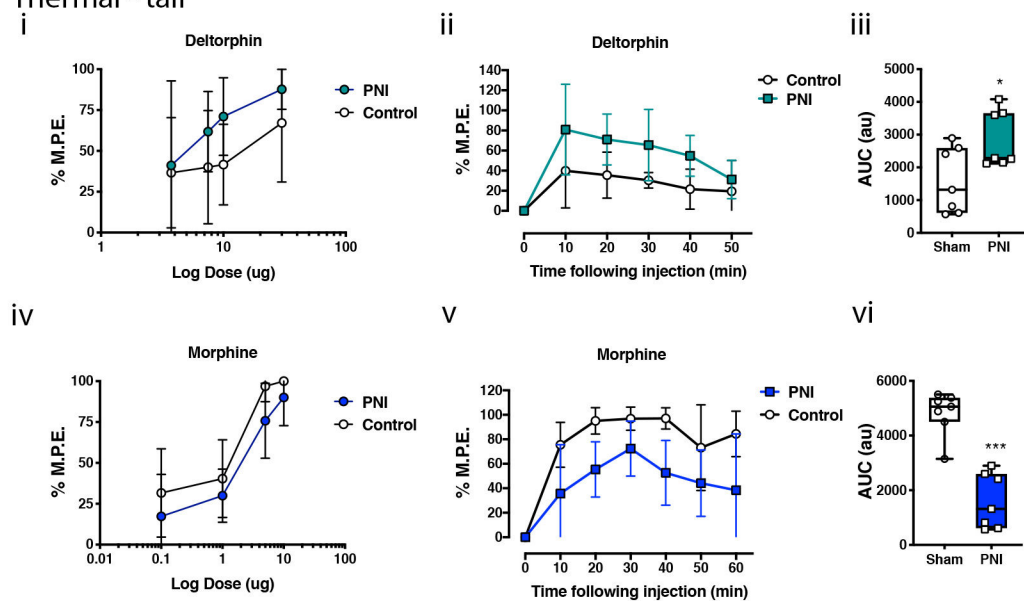 Thermal - tail
i
Deltorphin
100
75
50
25
0
% M.P.E.
1
10
100
Log Dose (ug)
PNI
Control
ii
Deltorphin
140
120
100
80
60
40
20
0
% M.P.E.
0
10
20
30
40
50
Time following injection (min)
Control
PNI
iii
5000
4000
3000
2000
1000
0
AUC (au)
*
Sham
PNI
iv
Morphine
100
75
50
25
0
% M.P.E.
0.01
0.1
1
10
100
Log Dose (ug)
PNI
Control
v
Morphine
120
100
80
60
40
20
0
% M.P.E.
0
10
20
30
40
50
60
Time following injection (min)
PNI
Control
vi
6000
4000
2000
0
AUC (au)
***
Sham
PNI